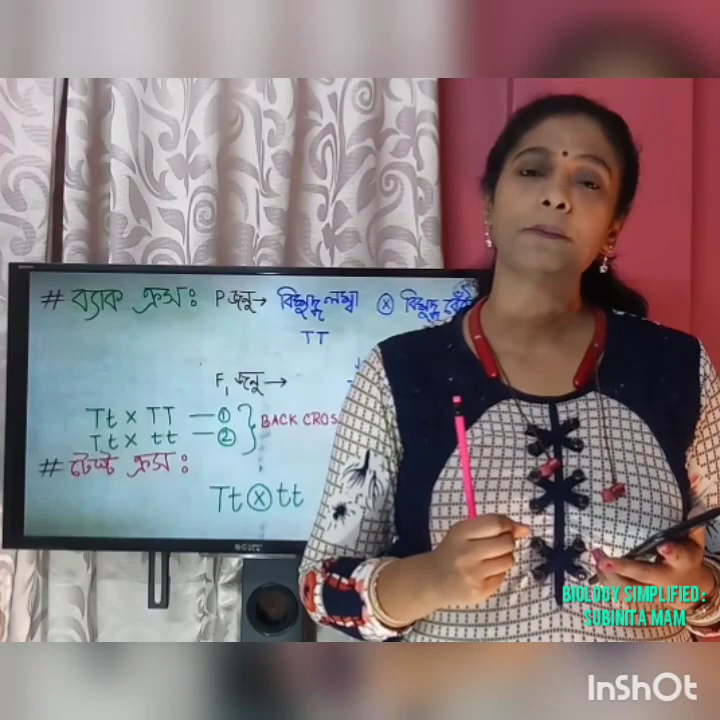 # ব্যাক ক্রস : P জনু → বিশুদ্ধ লম্বা ⊗ বিশুদ্ধ
TT
F₁ জনু →
Tt × TT — ①
Tt × tt — ② } BACK CROS
# টেস্ট ক্রস :
Tt ⊗ tt
SONY
BIOLOGY SIMPLIFIED :
SUBINITA MAM
InShOt